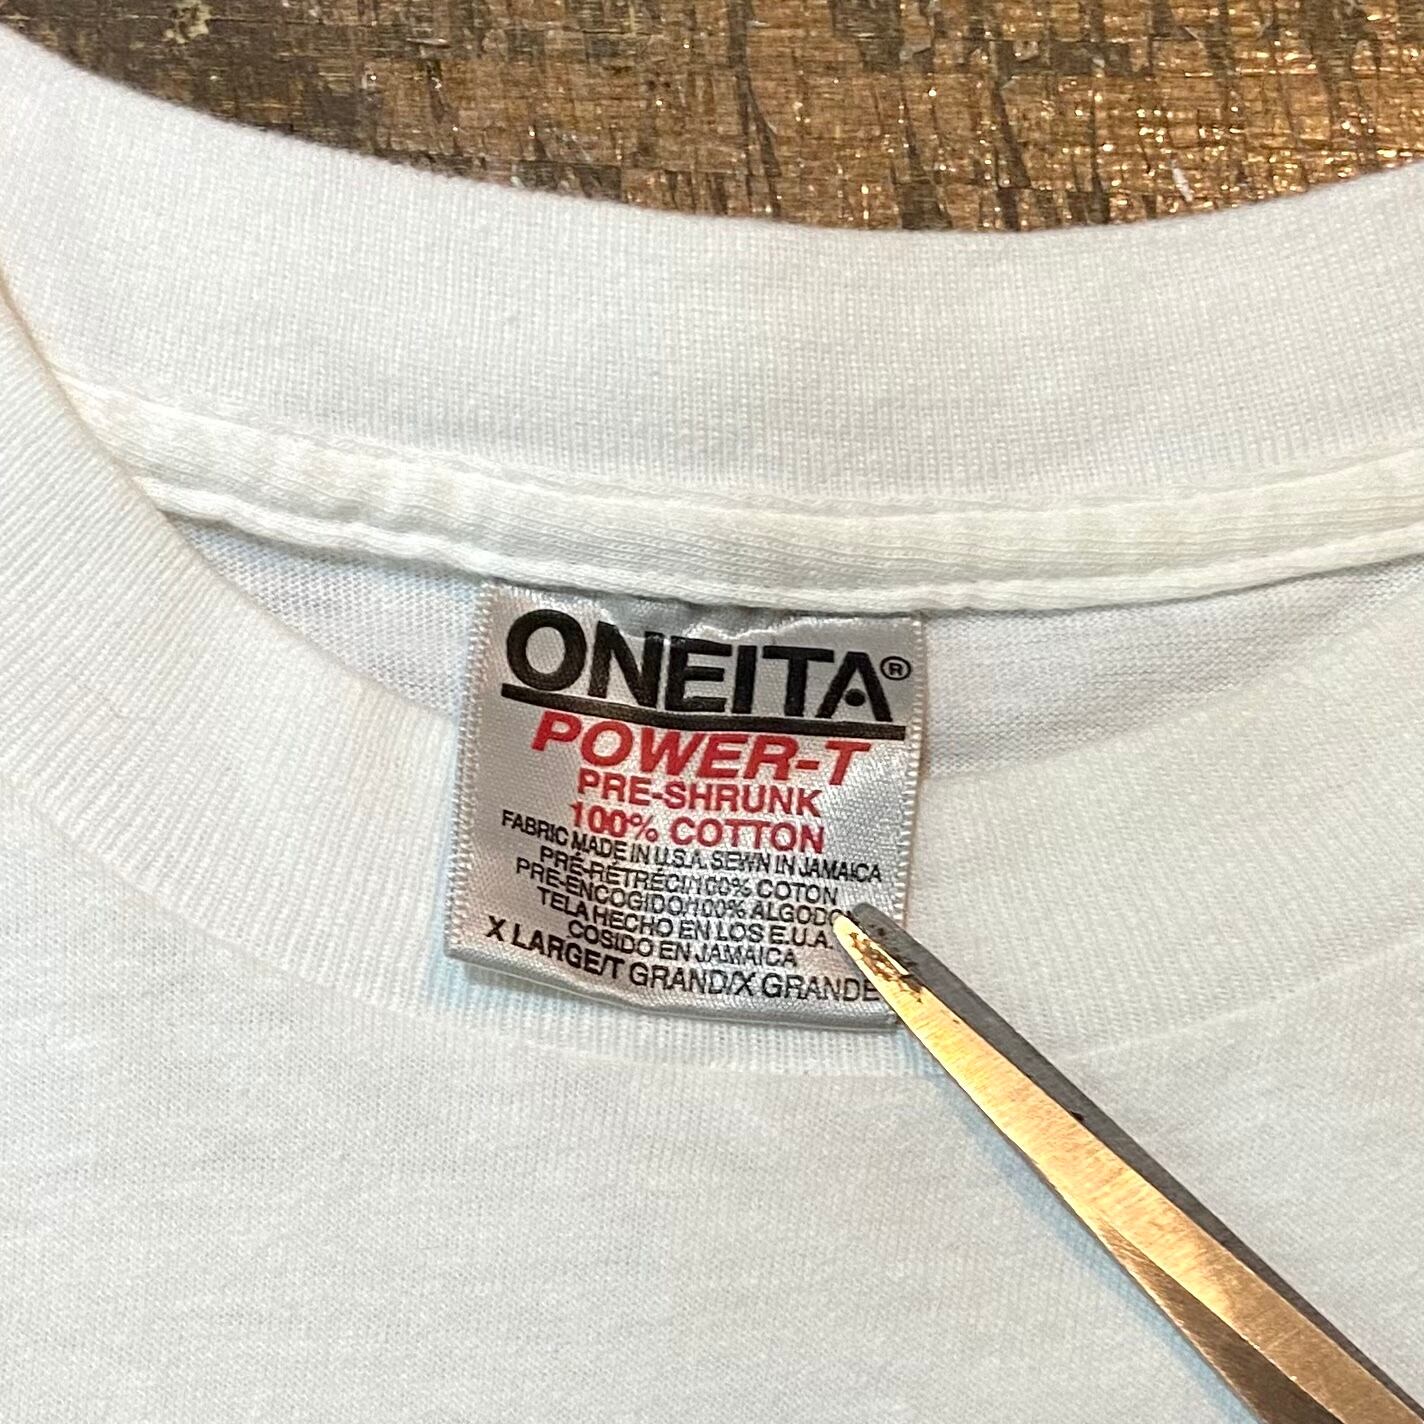 ONEITA®
POWER-T
PRE-SHRUNK
100% COTTON
FABRIC MADE IN U.S.A. SEWN IN JAMAICA
PRÉ-RÉTRÉCI/100% COTON
PRE-ENCOGIDO/100% ALGODO
TELA HECHO EN LOS E.U.A.
COSIDO EN JAMAICA
X LARGE/T GRAND/X GRANDE